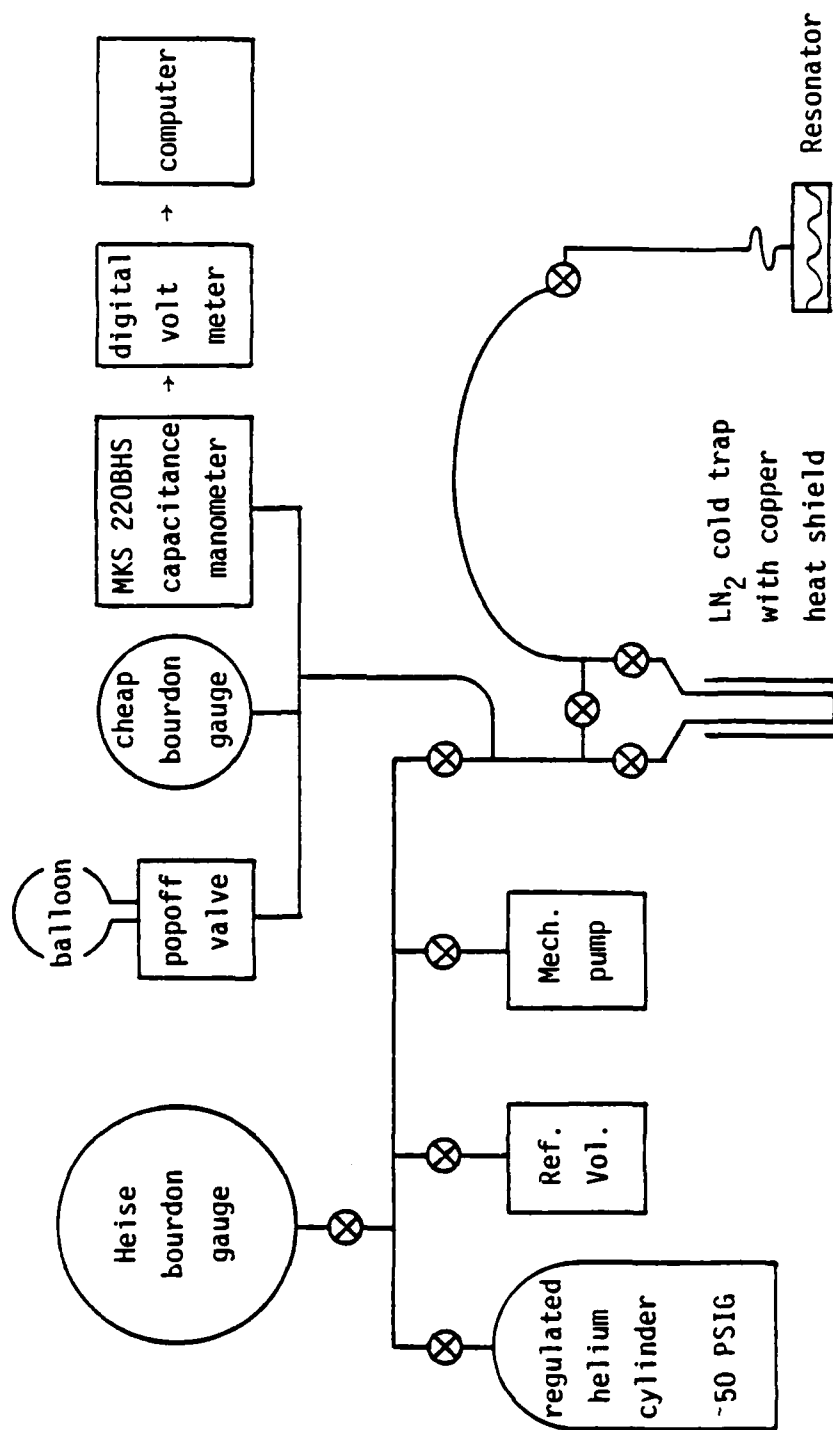 Heise
bourdon
gauge
balloon
popoff
valve
cheap
bourdon
gauge
MKS 220BHS
capacitance
manometer
→
digital
volt
meter
→
computer
regulated
helium
cylinder
~50 PSIG
Ref.
Vol.
Mech.
pump
LN2 cold trap
with copper
heat shield
Resonator